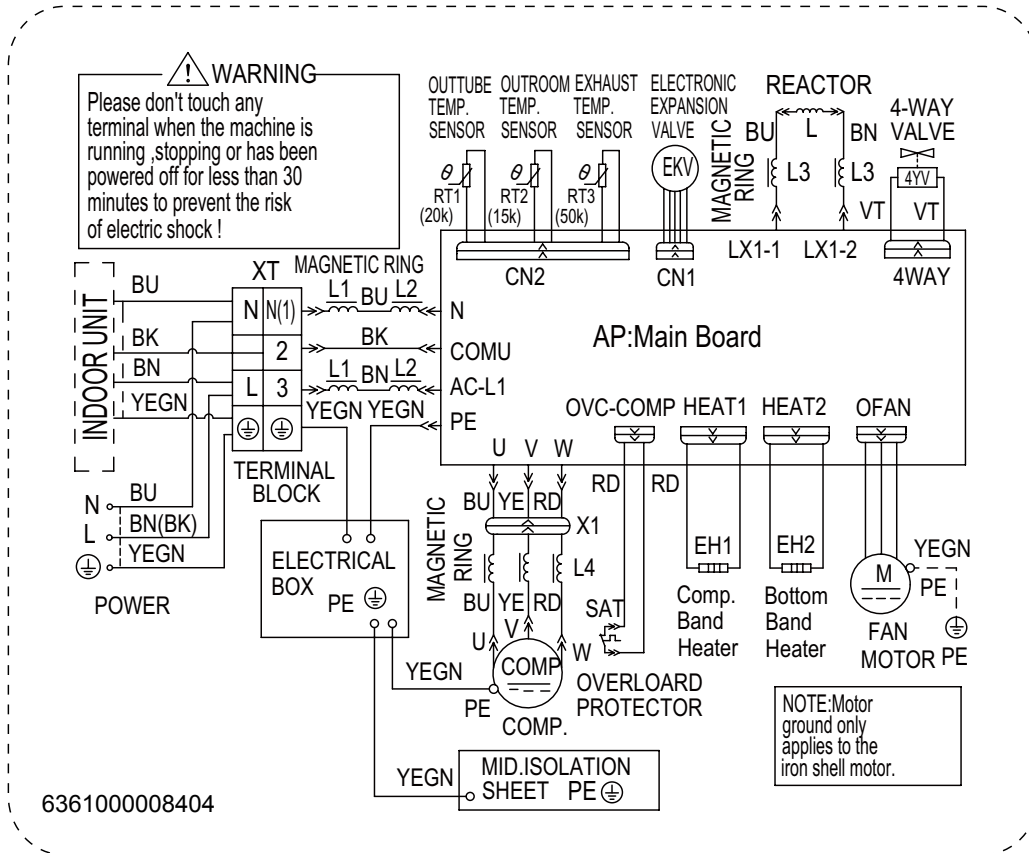 WARNING
Please don't touch any
terminal when the machine is
running ,stopping or has been
powered off for less than 30
minutes to prevent the risk
of electric shock !
OUTTUBE
TEMP.
SENSOR
OUTROOM
TEMP.
SENSOR
EXHAUST
TEMP.
SENSOR
ELECTRONIC
EXPANSION
VALVE
MAGNETIC
RING
REACTOR
BU
L
BN
4-WAY
VALVE
θ
RT1
(20k)
θ
RT2
(15k)
θ
RT3
(50k)
EKV
L3
L3
4YV
VT
VT
CN2
CN1
LX1-1
LX1-2
4WAY
INDOOR UNIT
BU
BK
BN
YEGN
XT
N
N(1)
2
L
3
MAGNETIC RING
L1
BU
L2
BK
L1
BN
L2
YEGN
YEGN
TERMINAL
BLOCK
N
COMU
AC-L1
PE
AP:Main Board
OVC-COMP
HEAT1
HEAT2
OFAN
U
V
W
N
BU
L
BN(BK)
YEGN
POWER
ELECTRICAL
BOX
PE
MAGNETIC
RING
BU
YE
RD
X1
L4
BU
YE
RD
U
V
W
COMP
COMP.
YEGN
PE
RD
RD
SAT
OVERLOARD
PROTECTOR
EH1
Comp.
Band
Heater
EH2
Bottom
Band
Heater
M
YEGN
PE
FAN
MOTOR
PE
NOTE:Motor
ground only
applies to the
iron shell motor.
YEGN
MID.ISOLATION
SHEET PE
6361000008404